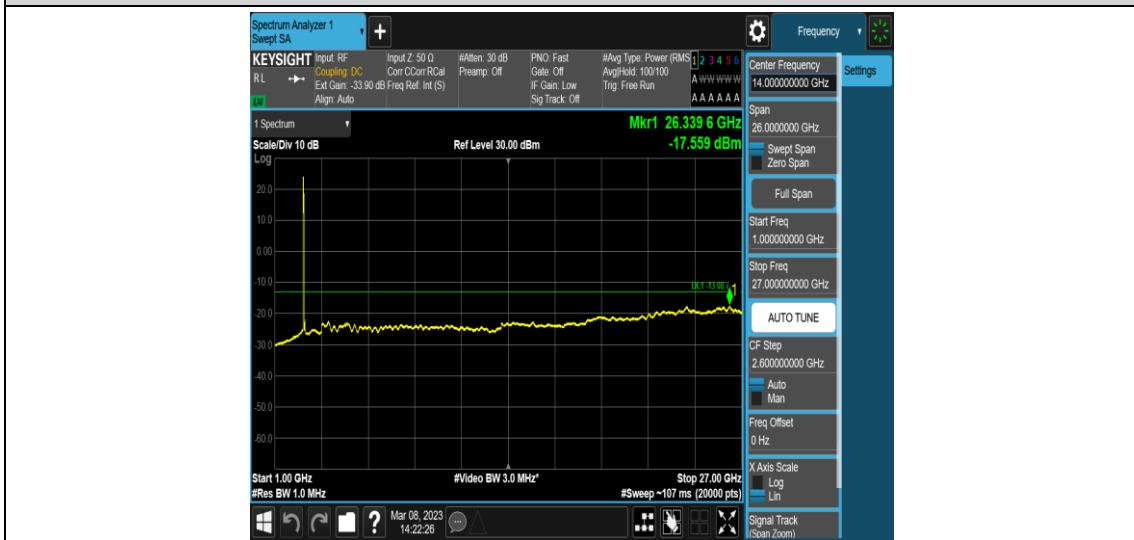 Spectrum Analyzer 1
Swept SA
+
Frequency
KEYSIGHT
RL
LXI
Input: RF
Coupling: DC
Ext Gain: -33.90 dB
Align: Auto
Input Z: 50 Ω
Corr CCorr RCal
Freq Ref: Int (S)
#Atten: 30 dB
Preamp: Off
PNO: Fast
Gate: Off
IF Gain: Low
Sig Track: Off
#Avg Type: Power (RMS
Avg|Hold: 100/100
Trig: Free Run
1 2 3 4 5 6
A W W W W W
A A A A A A
Center Frequency
14.000000000 GHz
Settings
1 Spectrum
Mkr1 26.339 6 GHz
Scale/Div 10 dB
Ref Level 30.00 dBm
-17.559 dBm
Log
20.0
10.0
0.00
-10.0
-20.0
-30.0
-40.0
-50.0
-60.0
1
Start 1.00 GHz
#Video BW 3.0 MHz*
Stop 27.00 GHz
#Res BW 1.0 MHz
#Sweep ~107 ms (20000 pts)
Span
26.0000000 GHz
Swept Span
Zero Span
Full Span
Start Freq
1.000000000 GHz
Stop Freq
27.000000000 GHz
AUTO TUNE
CF Step
2.600000000 GHz
Auto
Man
Freq Offset
0 Hz
X Axis Scale
Log
Lin
Signal Track
(Span Zoom)
?
Mar 08, 2023
14:22:26